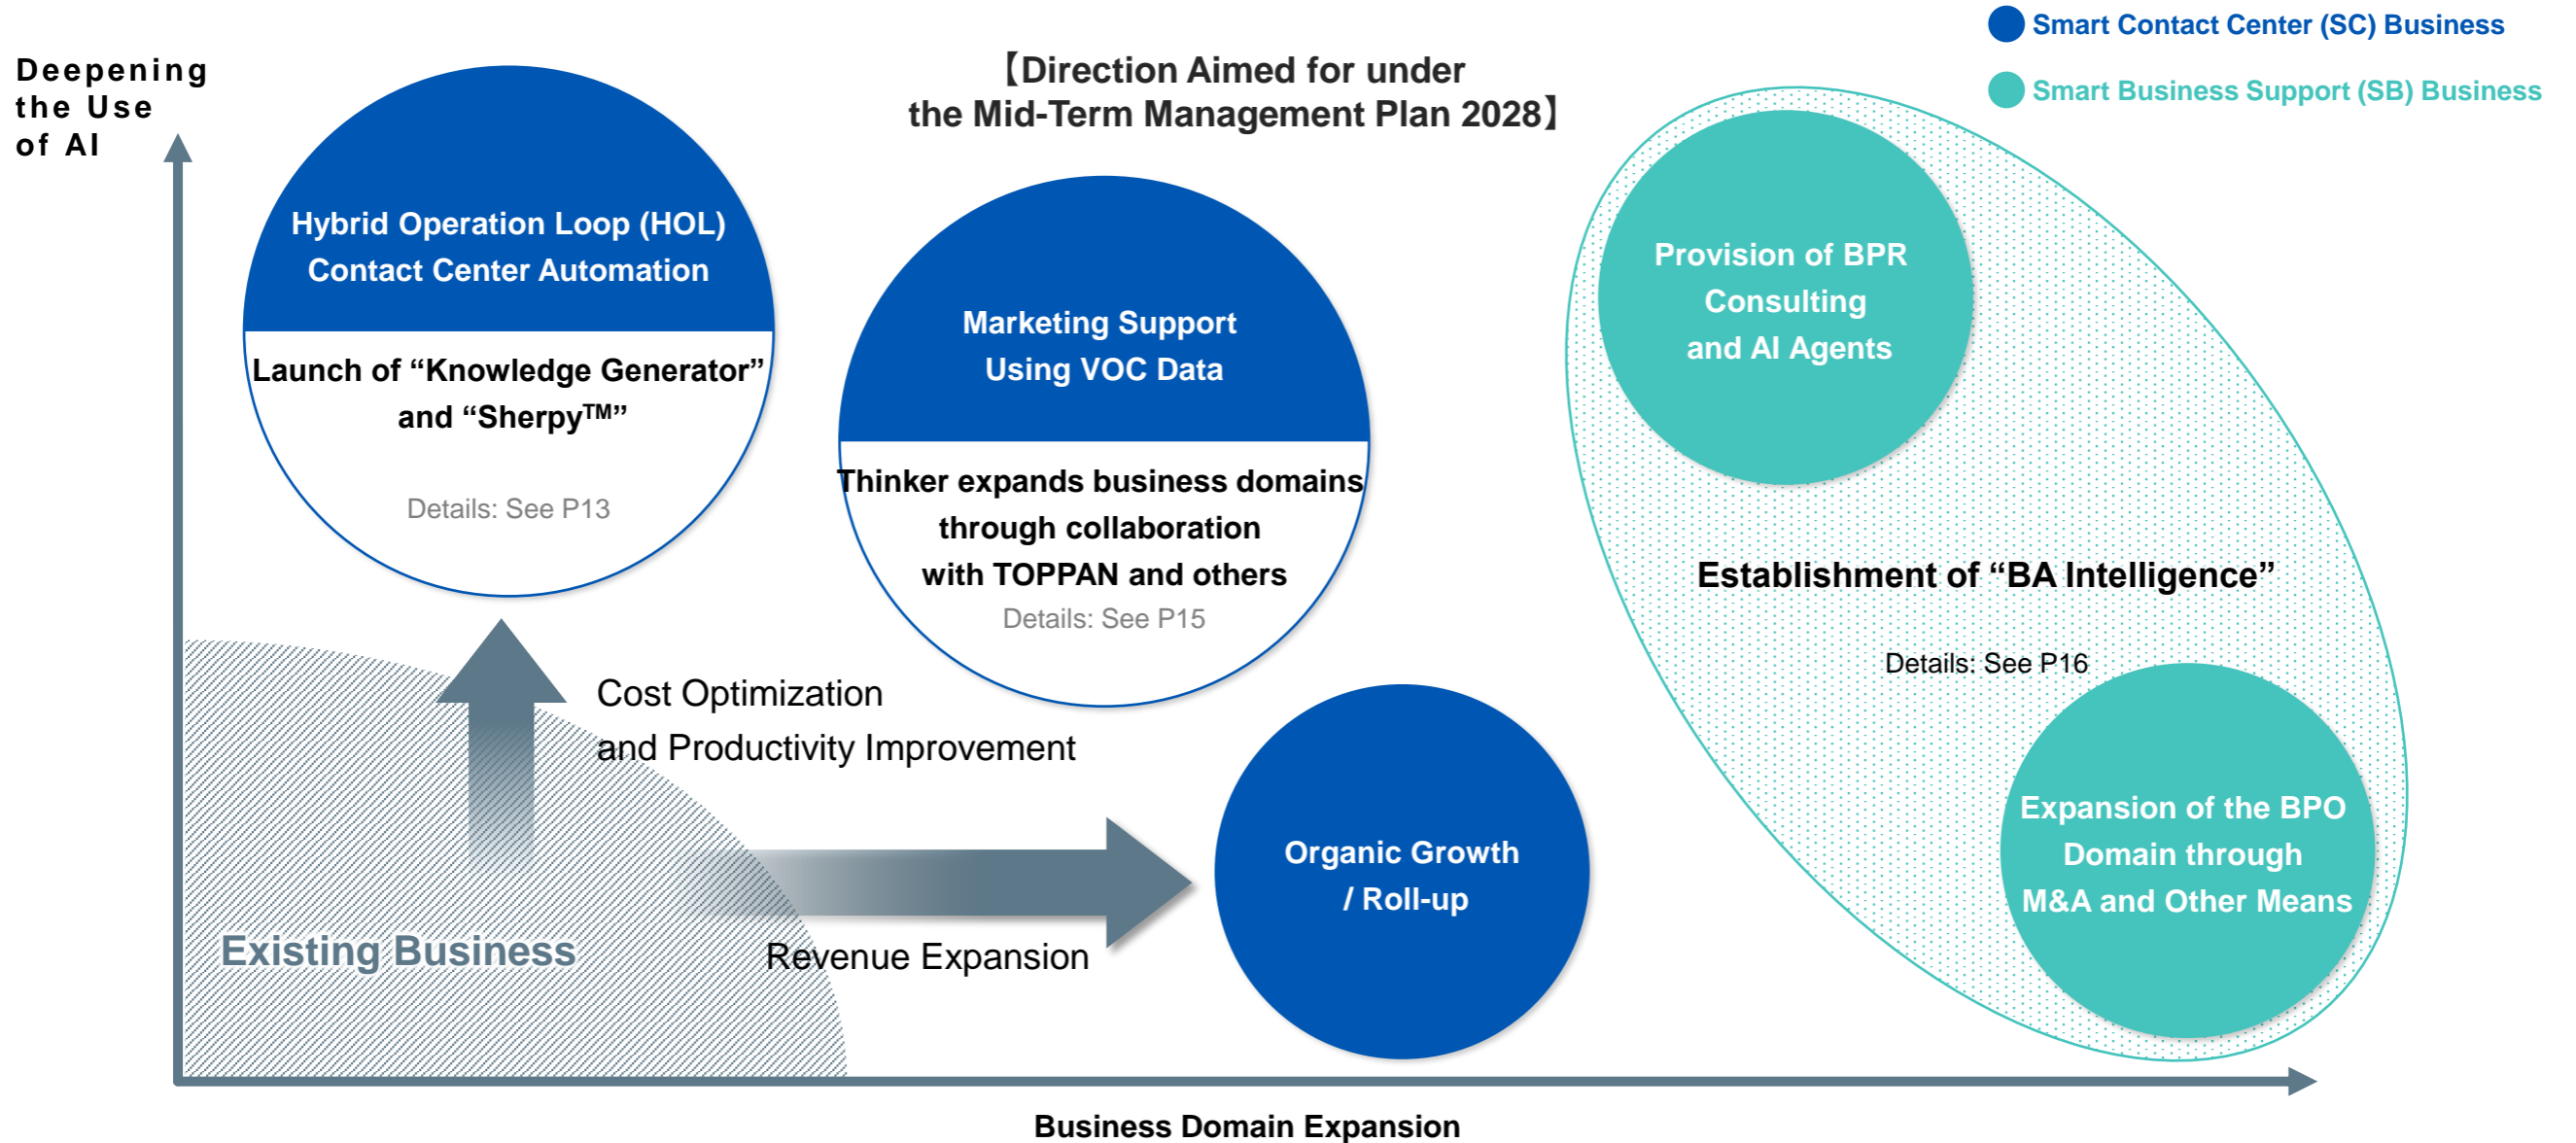 Smart Contact Center (SC) Business
Smart Business Support (SB) Business
【Direction Aimed for under
the Mid-Term Management Plan 2028】
Deepening
the Use
of AI
Hybrid Operation Loop (HOL)
Contact Center Automation
Launch of “Knowledge Generator”
and “Sherpy™”
Details: See P13
Marketing Support
Using VOC Data
Thinker expands business domains
through collaboration
with TOPPAN and others
Details: See P15
Provision of BPR
Consulting
and AI Agents
Establishment of “BA Intelligence”
Details: See P16
Expansion of the BPO
Domain through
M&A and Other Means
Cost Optimization
and Productivity Improvement
Organic Growth
/ Roll-up
Existing Business
Revenue Expansion
Business Domain Expansion